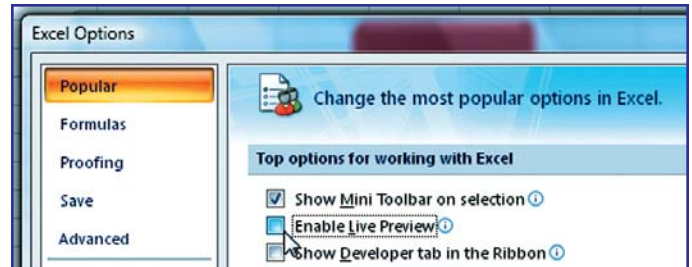 Excel Options
Popular
Formulas
Proofing
Save
Advanced
Change the most popular options in Excel.
Top options for working with Excel
Show Mini Toolbar on selection
Enable Live Preview
Show Developer tab in the Ribbon